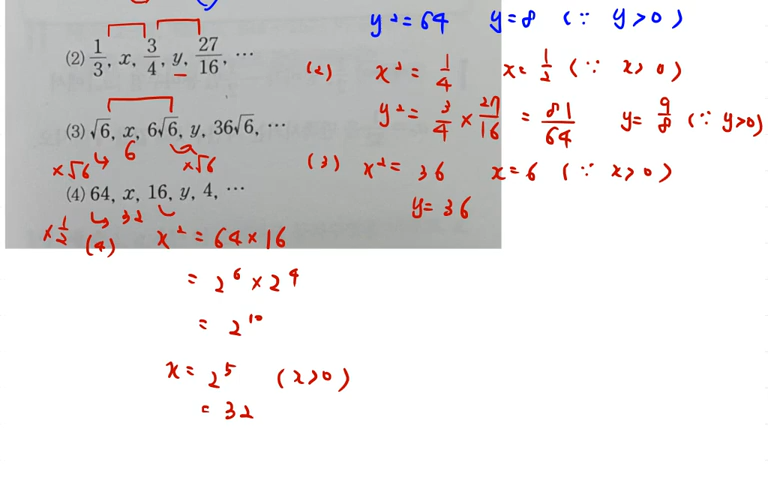 y²=64 y=8 (∵ y>0)
(2) 1/3, x, 3/4, y, 27/16, ⋯
(2) x² = 1/4 x= 1/2 (∵ x>0)
y² = 3/4 × 27/16 = 81/64 y= 9/8 (∵ y>0)
(3) √6, x, 6√6, y, 36√6, ⋯
×√6 6 ×√6
(3) x² = 36 x=6 (∵ x>0)
y=36
(4) 64, x, 16, y, 4, ⋯
×1/2 32
(4) x² = 64×16
= 2⁶ × 2⁴
= 2¹⁰
x= 2⁵ (x>0)
= 32